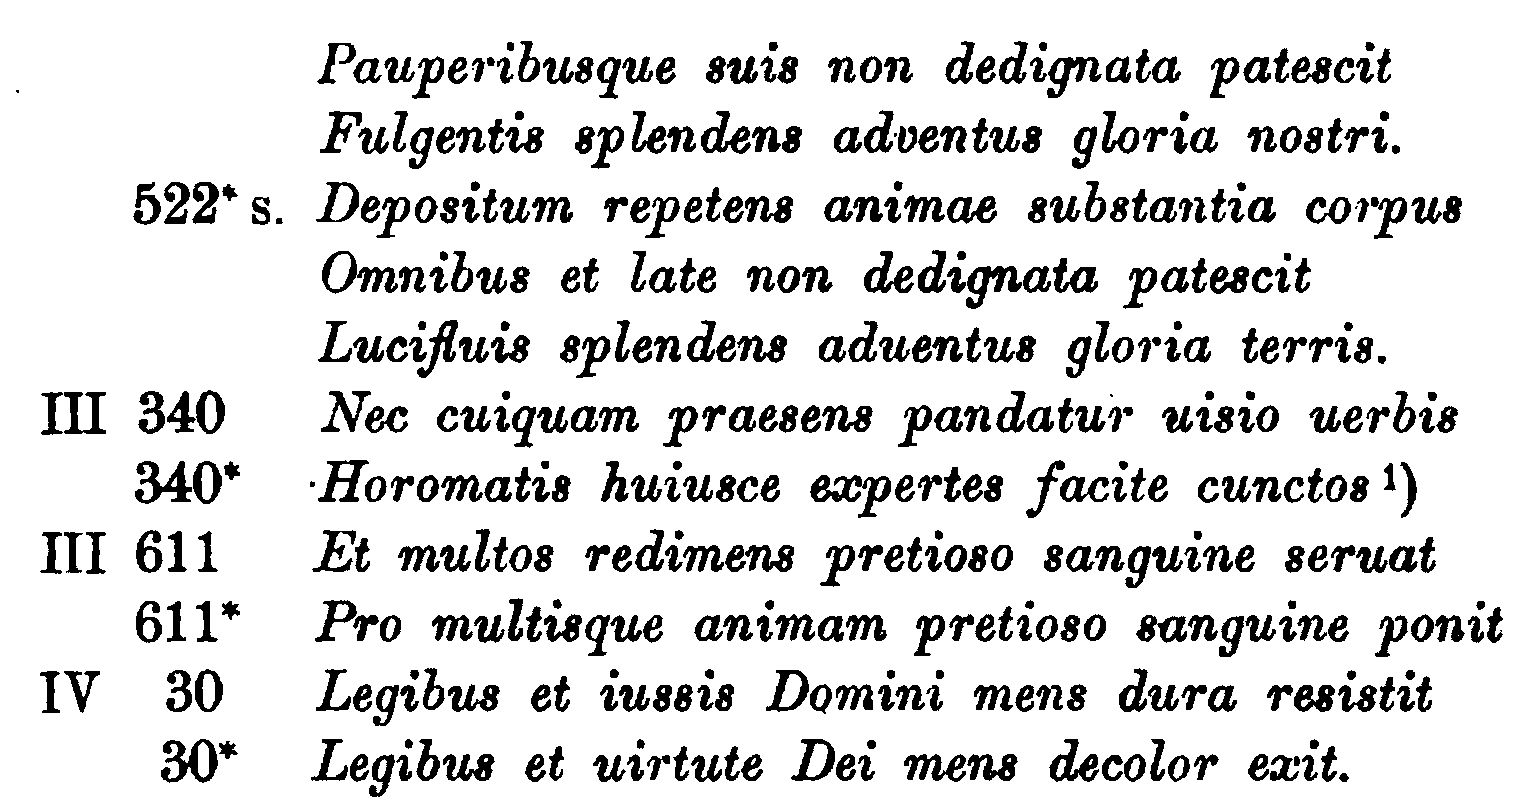 Pauperibusque suis non dedignata patescit
Fulgentis splendens adventus gloria nostri.
522* s. Depositum repetens animae substantia corpus
Omnibus et late non dedignata patescit
Lucifluis splendens aduentus gloria terris.
III 340 Nec cuiquam praesens pandatur uisio uerbis
340* Horomatis huiusce expertes facite cunctos ¹)
III 611 Et multos redimens pretioso sanguine seruat
611* Pro multisque animam pretioso sanguine ponit
IV 30 Legibus et iussis Domini mens dura resistit
30* Legibus et uirtute Dei mens decolor exit.